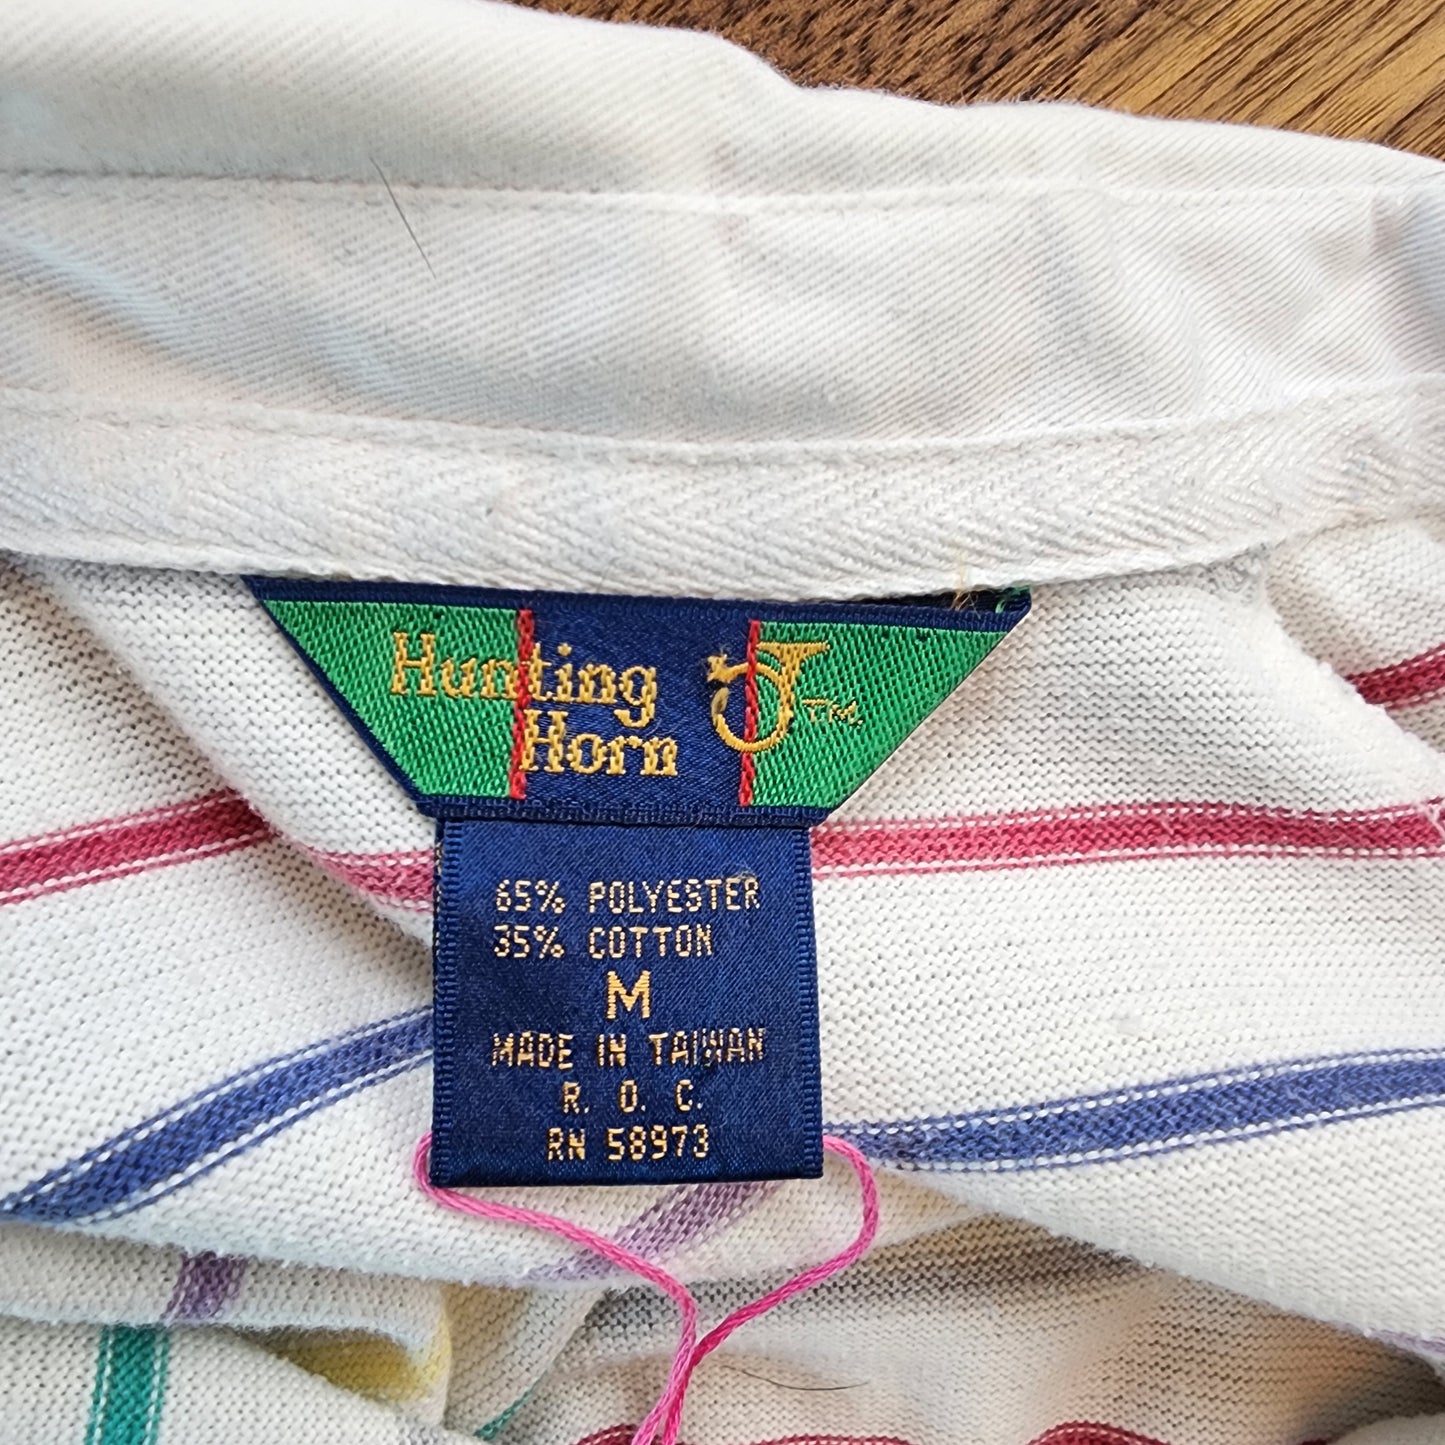 Hunting
Horn
TM.
65% POLYESTER
35% COTTON
M
MADE IN TAIWAN
R. O. C.
RN 58973